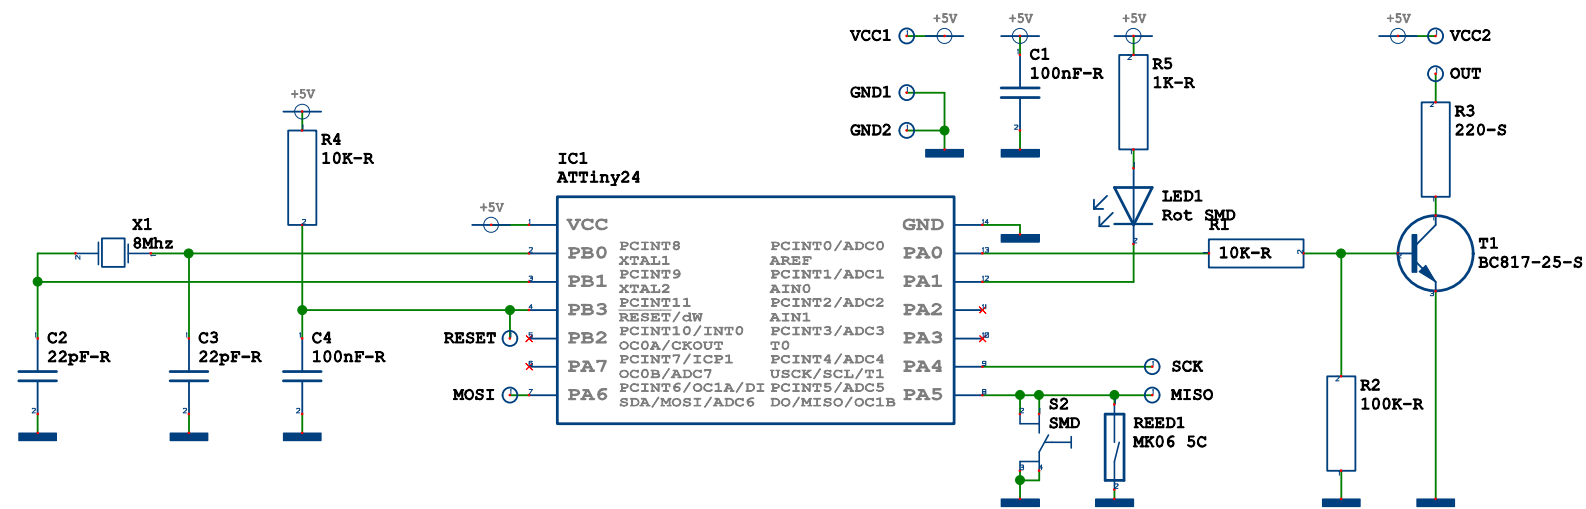 +5V
+5V
+5V
+5V
VCC1
VCC2
C1
100nF-R
R5
1K-R
OUT
GND1
GND2
+5V
R4
10K-R
R3
220-S
IC1
ATTiny24
LED1
Rot SMD
X1
8Mhz
+5V
VCC
GND
R1
10K-R
T1
BC817-25-S
PB0
PCINT8
XTAL1
PCINT0/ADC0
AREF
PA0
PB1
PCINT9
XTAL2
PCINT1/ADC1
AIN0
PA1
PB3
PCINT11
RESET/dW
PCINT2/ADC2
AIN1
PA2
RESET
PB2
PCINT10/INT0
OC0A/CKOUT
PCINT3/ADC3
T0
PA3
C2
22pF-R
C3
22pF-R
C4
100nF-R
PA7
PCINT7/ICP1
OC0B/ADC7
PCINT4/ADC4
USCK/SCL/T1
PA4
SCK
MOSI
PA6
PCINT6/OC1A/DI
SDA/MOSI/ADC6
PCINT5/ADC5
DO/MISO/OC1B
PA5
MISO
S2
SMD
REED1
MK06 5C
R2
100K-R